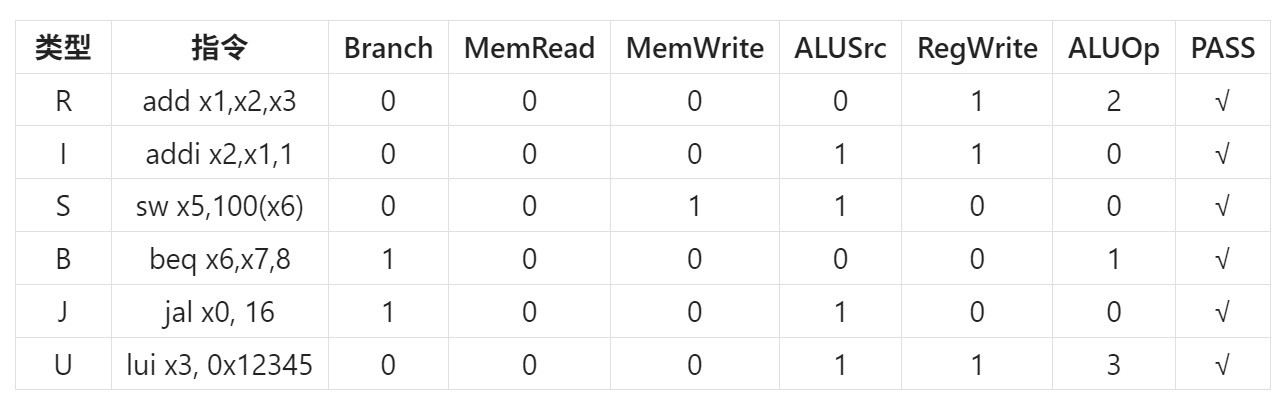 类型 指令 Branch MemRead MemWrite ALUSrc RegWrite ALUOp PASS
R add x1,x2,x3 0 0 0 0 1 2 √
I addi x2,x1,1 0 0 0 1 1 0 √
S sw x5,100(x6) 0 0 1 1 0 0 √
B beq x6,x7,8 1 0 0 0 0 1 √
J jal x0, 16 1 0 0 1 0 0 √
U lui x3, 0x12345 0 0 0 1 1 3 √